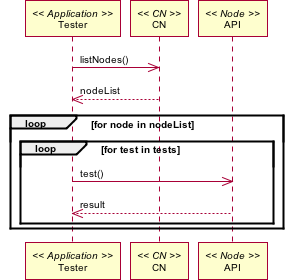 << Application >> << CN >> << Node >>
Tester CN API
listNodes()
nodeList
loop [for node in nodeList]
loop [for test in tests]
test()
result
<< Application >> << CN >> << Node >>
Tester CN API